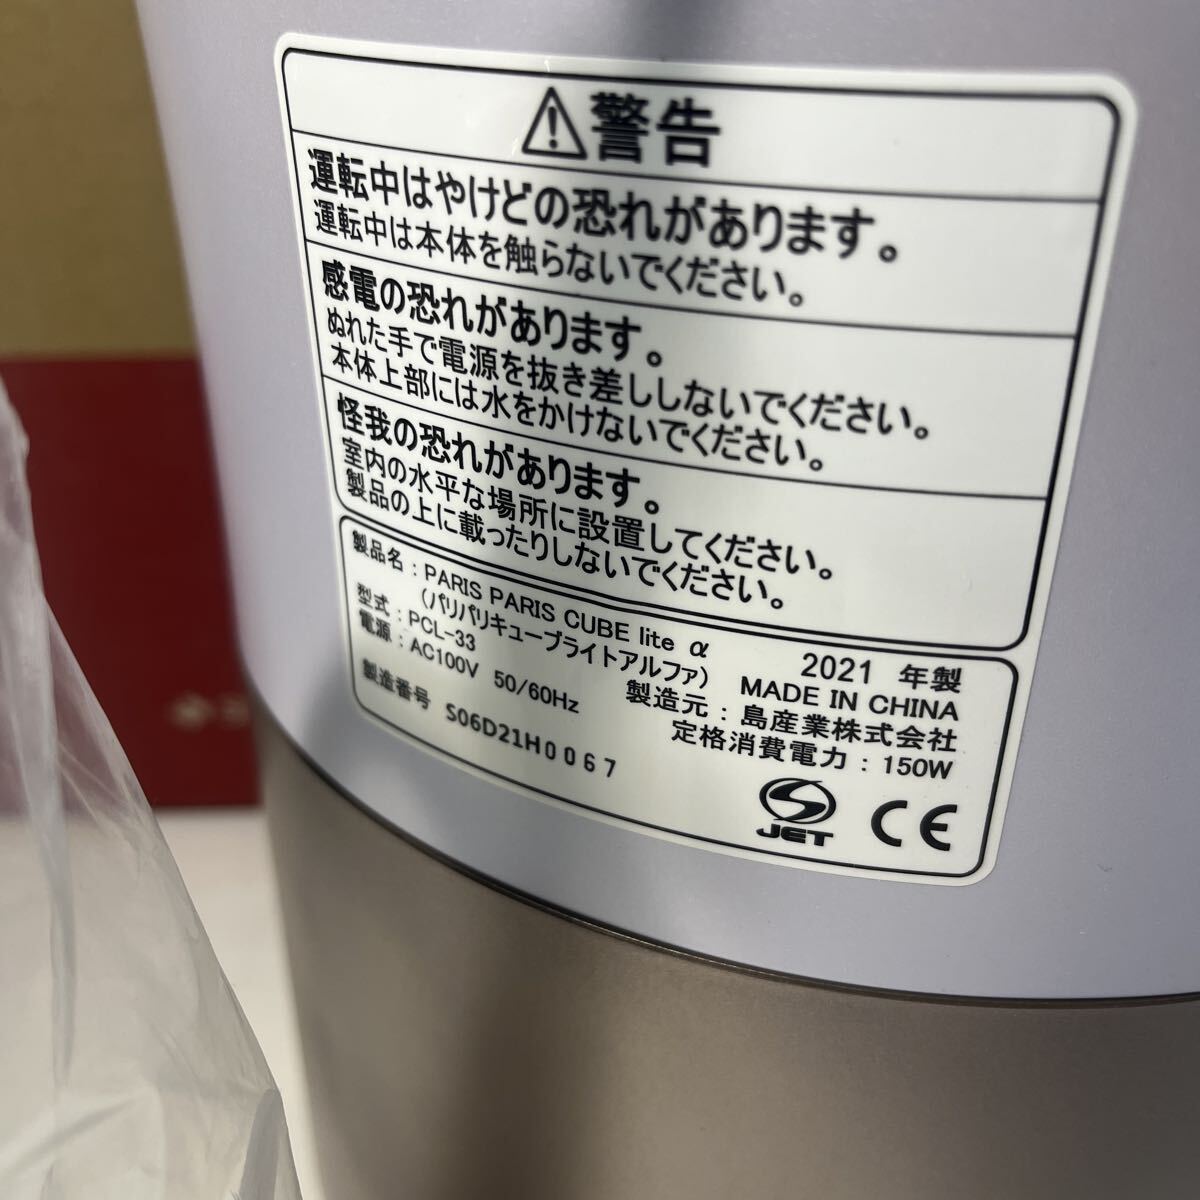 ⚠警告
運転中はやけどの恐れがあります。
運転中は本体を触らないでください。
感電の恐れがあります。
ぬれた手で電源を抜き差ししないでください。
本体上部には水をかけないでください。
怪我の恐れがあります。
室内の水平な場所に設置してください。
製品の上に載ったりしないでください。
製品名：PARIS PARIS CUBE lite α
(パリパリキューブライトアルファ)
型式：PCL-33
電源：AC100V 50/60Hz
製造番号 S06D21H0067
2021 年製
MADE IN CHINA
製造元：島産業株式会社
定格消費電力：150W
JET
CE